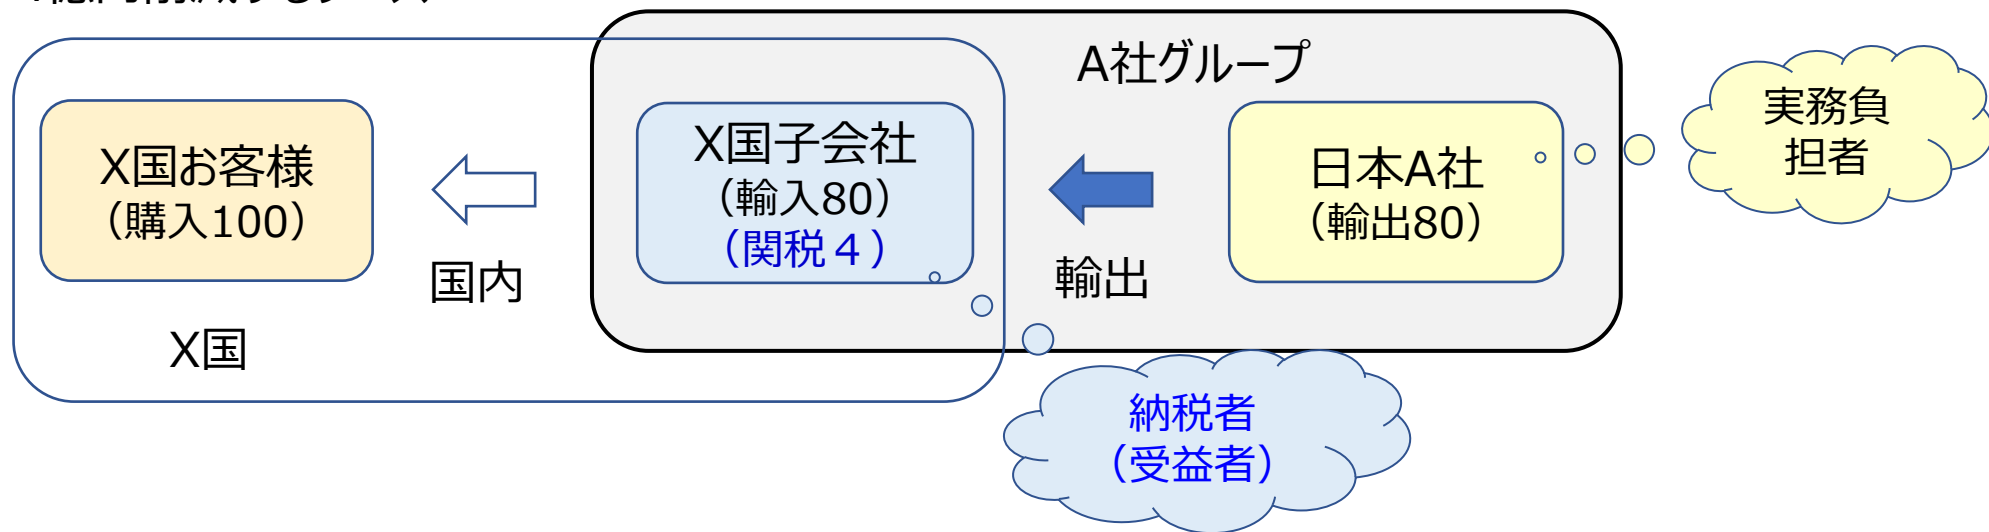 A社グループ
実務負
担者
X国お客様
（購入100）
国内
X国子会社
（輸入80）
（関税４）
輸出
日本A社
（輸出80）
X国
納税者
（受益者）